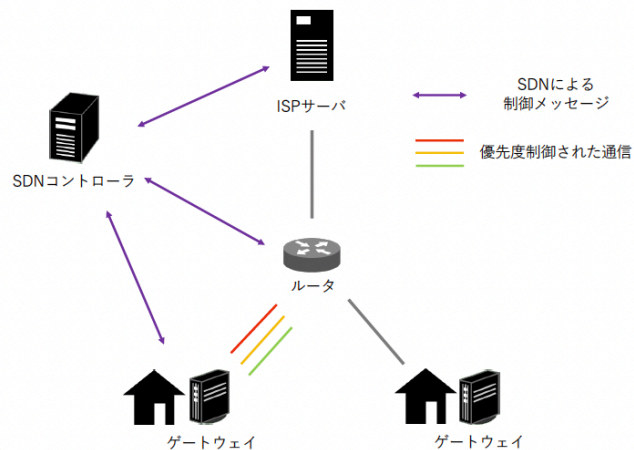 ISPサーバ
SDNによる
制御メッセージ
優先度制御された通信
SDNコントローラ
ルータ
ゲートウェイ
ゲートウェイ